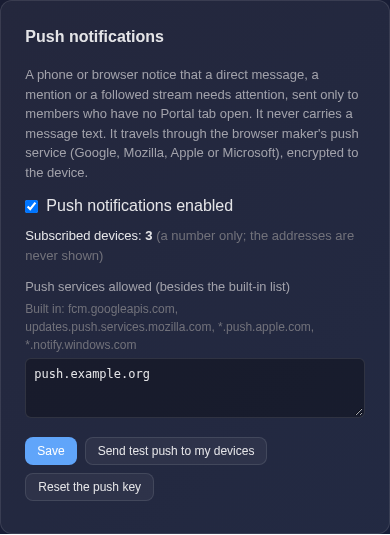 Push notifications
A phone or browser notice that a direct message, a
mention or a followed stream needs attention, sent only to
members who have no Portal tab open. It never carries a
message text. It travels through the browser maker's push
service (Google, Mozilla, Apple or Microsoft), encrypted to
the device.
Push notifications enabled
Subscribed devices: 3 (a number only; the addresses are
never shown)
Push services allowed (besides the built-in list)
Built in: fcm.googleapis.com,
updates.push.services.mozilla.com, *.push.apple.com,
*.notify.windows.com
push.example.org
Save
Send test push to my devices
Reset the push key